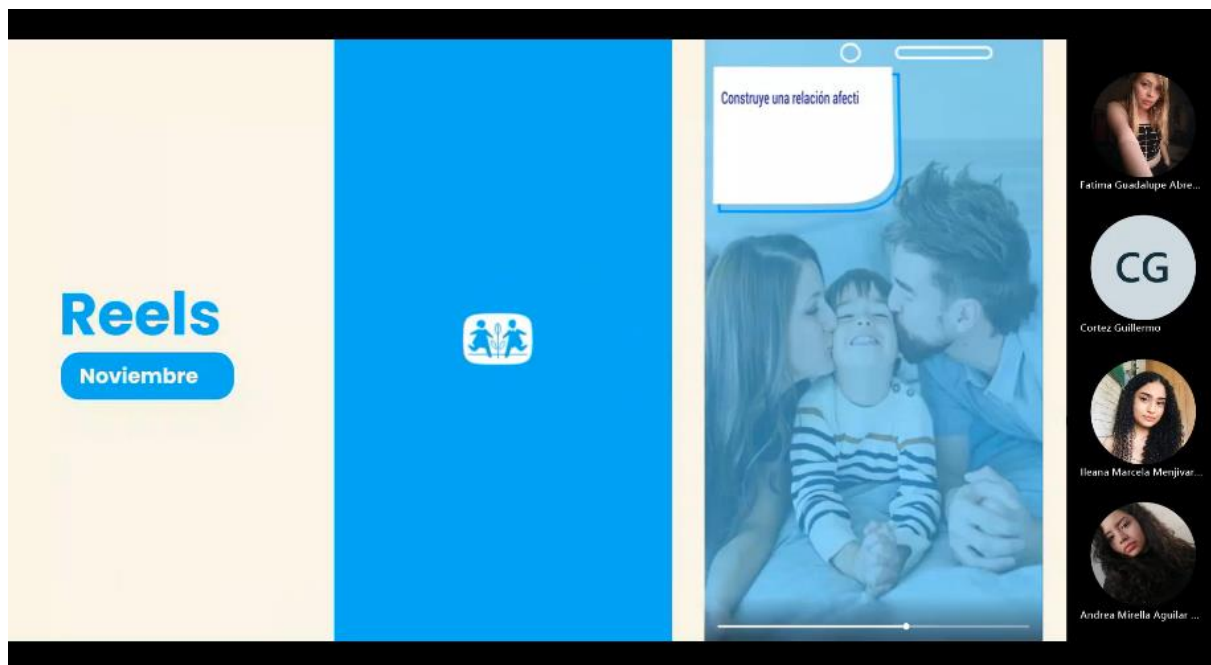 Reels
Noviembre
Construye una relación afecti
Fatima Guadalupe Abre...
CG
Cortez Guillermo
Ileana Marcela Menjivar...
Andrea Mirella Aguilar ...